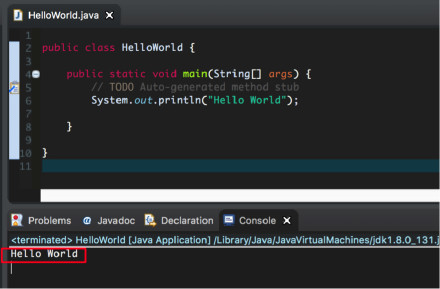 HelloWorld.java
1
2 public class HelloWorld {
3
4 public static void main(String[] args) {
5 // TODO Auto-generated method stub
6 System.out.println("Hello World");
7
8 }
9
10 }
11
Problems Javadoc Declaration Console
<terminated> HelloWorld [Java Application] /Library/Java/JavaVirtualMachines/jdk1.8.0_131.j
Hello World